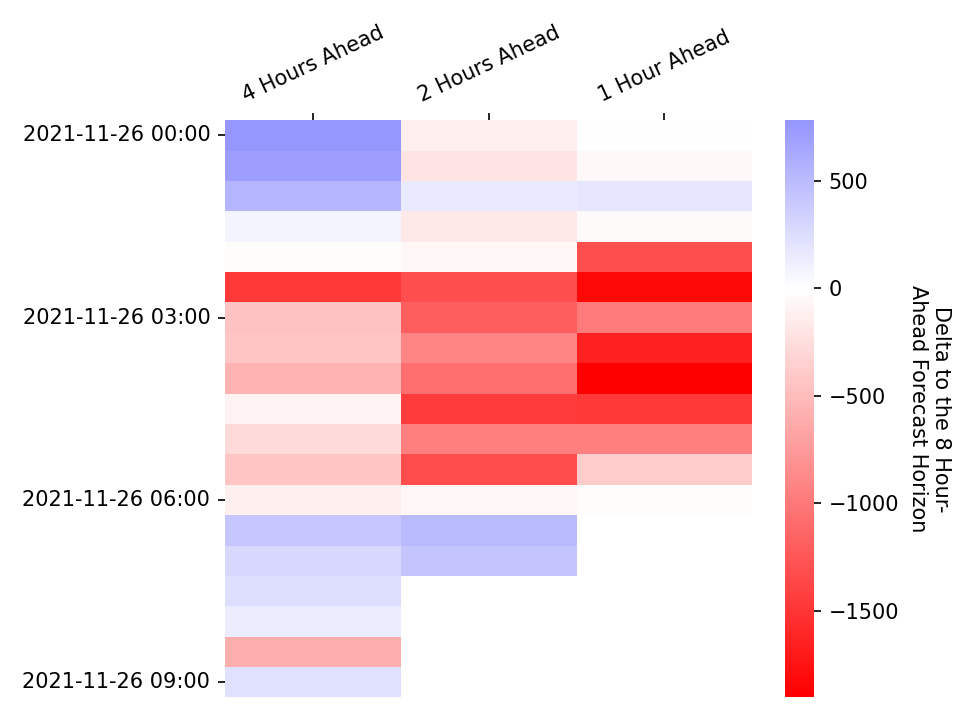 4 Hours Ahead
2 Hours Ahead
1 Hour Ahead
2021-11-26 00:00
2021-11-26 03:00
2021-11-26 06:00
2021-11-26 09:00
500
0
−500
−1000
−1500
Delta to the 8 Hour-
Ahead Forecast Horizon